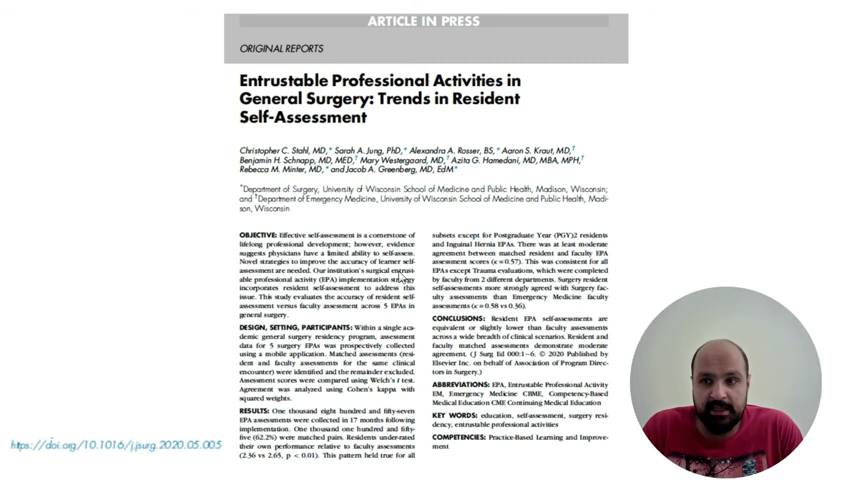 ARTICLE IN PRESS
ORIGINAL REPORTS
Entrustable Professional Activities in
General Surgery: Trends in Resident
Self-Assessment
Christopher C. Stahl, MD,* Sarah A. Jung, PhD,* Alexandra A. Rosser, BS,* Aaron S. Kraut, MD,†
Benjamin H. Schnapp, MD, MED,† Mary Westergaard, MD,† Azita G. Hamedani, MD, MBA, MPH,†
Rebecca M. Minter, MD,* and Jacob A. Greenberg, MD, EdM*
*Department of Surgery, University of Wisconsin School of Medicine and Public Health, Madison, Wisconsin;
and †Department of Emergency Medicine, University of Wisconsin School of Medicine and Public Health, Madi-
son, Wisconsin
OBJECTIVE: Effective self-assessment is a cornerstone of
lifelong professional development; however, evidence
suggests physicians have a limited ability to self-assess.
Novel strategies to improve the accuracy of learner self-
assessment are needed. Our institution's surgical entrust-
able professional activity (EPA) implementation strategy
incorporates resident self-assessment to address this
issue. This study evaluates the accuracy of resident self-
assessment versus faculty assessment across 5 EPAs in
general surgery.
DESIGN, SETTING, PARTICIPANTS: Within a single aca-
demic general surgery residency program, assessment
data for 5 surgery EPAs was prospectively collected
using a mobile application. Matched assessments (resi-
dent and faculty assessments for the same clinical
encounter) were identified and the remainder excluded.
Assessment scores were compared using Welch's t test.
Agreement was analyzed using Cohen's kappa with
squared weights.
RESULTS: One thousand eight hundred and fifty-seven
EPA assessments were collected in 17 months following
implementation. One thousand one hundred and fifty-
five (62.2%) were matched pairs. Residents under-rated
their own performance relative to faculty assessments
(2.36 vs 2.65, p < 0.01). This pattern held true for all
subsets except for Postgraduate Year (PGY)2 residents
and Inguinal Hernia EPAs. There was at least moderate
agreement between matched resident and faculty EPA
assessment scores (κ=0.57). This was consistent for all
EPAs except Trauma evaluations, which were completed
by faculty from 2 different departments. Surgery resident
self-assessments more strongly agreed with Surgery fac-
ulty assessments than Emergency Medicine faculty
assessments (κ=0.58 vs 0.36).
CONCLUSIONS: Resident EPA self-assessments are
equivalent or slightly lower than faculty assessments
across a wide breadth of clinical scenarios. Resident and
faculty matched assessments demonstrate moderate
agreement. ( J Surg Ed 000:1–6. © 2020 Published by
Elsevier Inc. on behalf of Association of Program Direc-
tors in Surgery.)
ABBREVIATIONS: EPA, Entrustable Professional Activity
EM, Emergency Medicine CBME, Competency-Based
Medical Education CME Continuing Medical Education
KEY WORDS: education, self-assessment, surgery resi-
dency, entrustable professional activities
COMPETENCIES: Practice-Based Learning and Improve-
ment
https://doi.org/10.1016/j.jsurg.2020.05.005